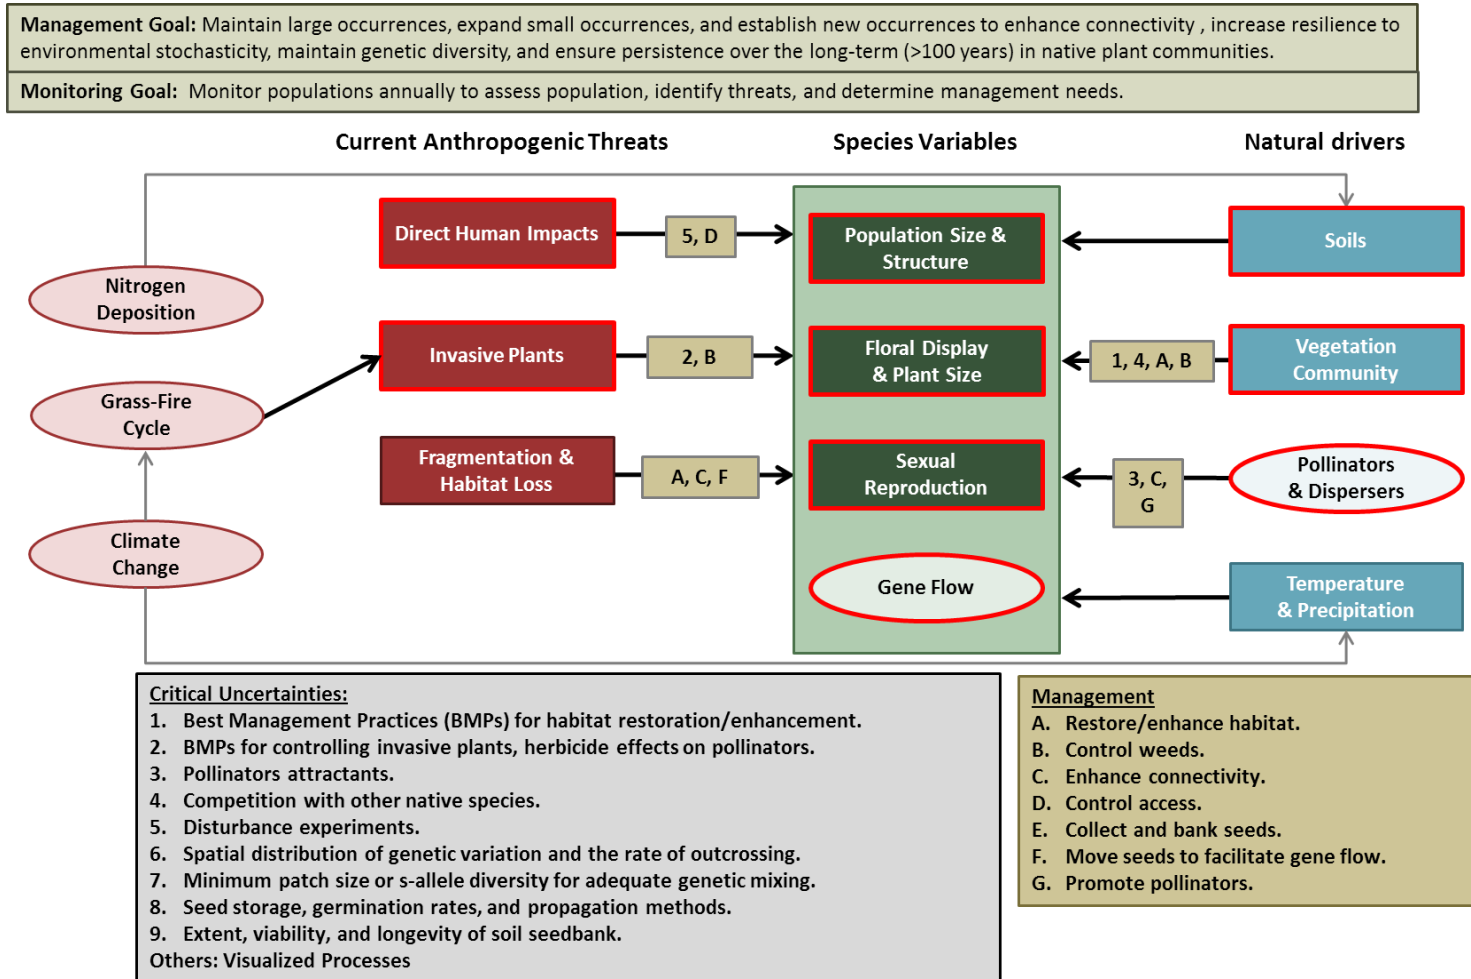 Management Goal: Maintain large occurrences, expand small occurrences, and establish new occurrences to enhance connectivity , increase resilience to
environmental stochasticity, maintain genetic diversity, and ensure persistence over the long-term (>100 years) in native plant communities.
Monitoring Goal: Monitor populations annually to assess population, identify threats, and determine management needs.
Current Anthropogenic Threats
Species Variables
Natural drivers
Nitrogen
Deposition
Grass-Fire
Cycle
Climate
Change
Direct Human Impacts
5, D
Population Size &
Structure
Soils
Invasive Plants
2, B
Floral Display
& Plant Size
1, 4, A, B
Vegetation
Community
Fragmentation &
Habitat Loss
A, C, F
Sexual
Reproduction
3, C,
G
Pollinators
& Dispersers
Gene Flow
Temperature
& Precipitation
Critical Uncertainties:
1. Best Management Practices (BMPs) for habitat restoration/enhancement.
2. BMPs for controlling invasive plants, herbicide effects on pollinators.
3. Pollinators attractants.
4. Competition with other native species.
5. Disturbance experiments.
6. Spatial distribution of genetic variation and the rate of outcrossing.
7. Minimum patch size or s-allele diversity for adequate genetic mixing.
8. Seed storage, germination rates, and propagation methods.
9. Extent, viability, and longevity of soil seedbank.
Others: Visualized Processes
Management
A. Restore/enhance habitat.
B. Control weeds.
C. Enhance connectivity.
D. Control access.
E. Collect and bank seeds.
F. Move seeds to facilitate gene flow.
G. Promote pollinators.